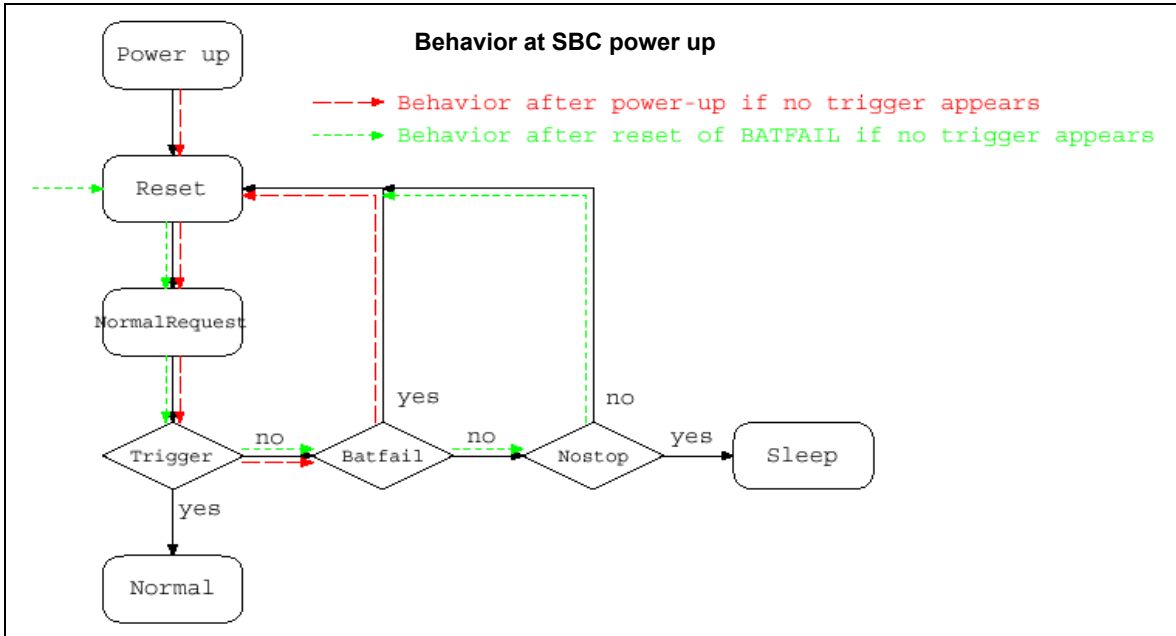 Behavior at SBC power up
Power up
Behavior after power-up if no trigger appears
Behavior after reset of BATFAIL if no trigger appears
Reset
NormalRequest
yes
no
Trigger
no
Batfail
no
Nostop
yes
Sleep
yes
Normal